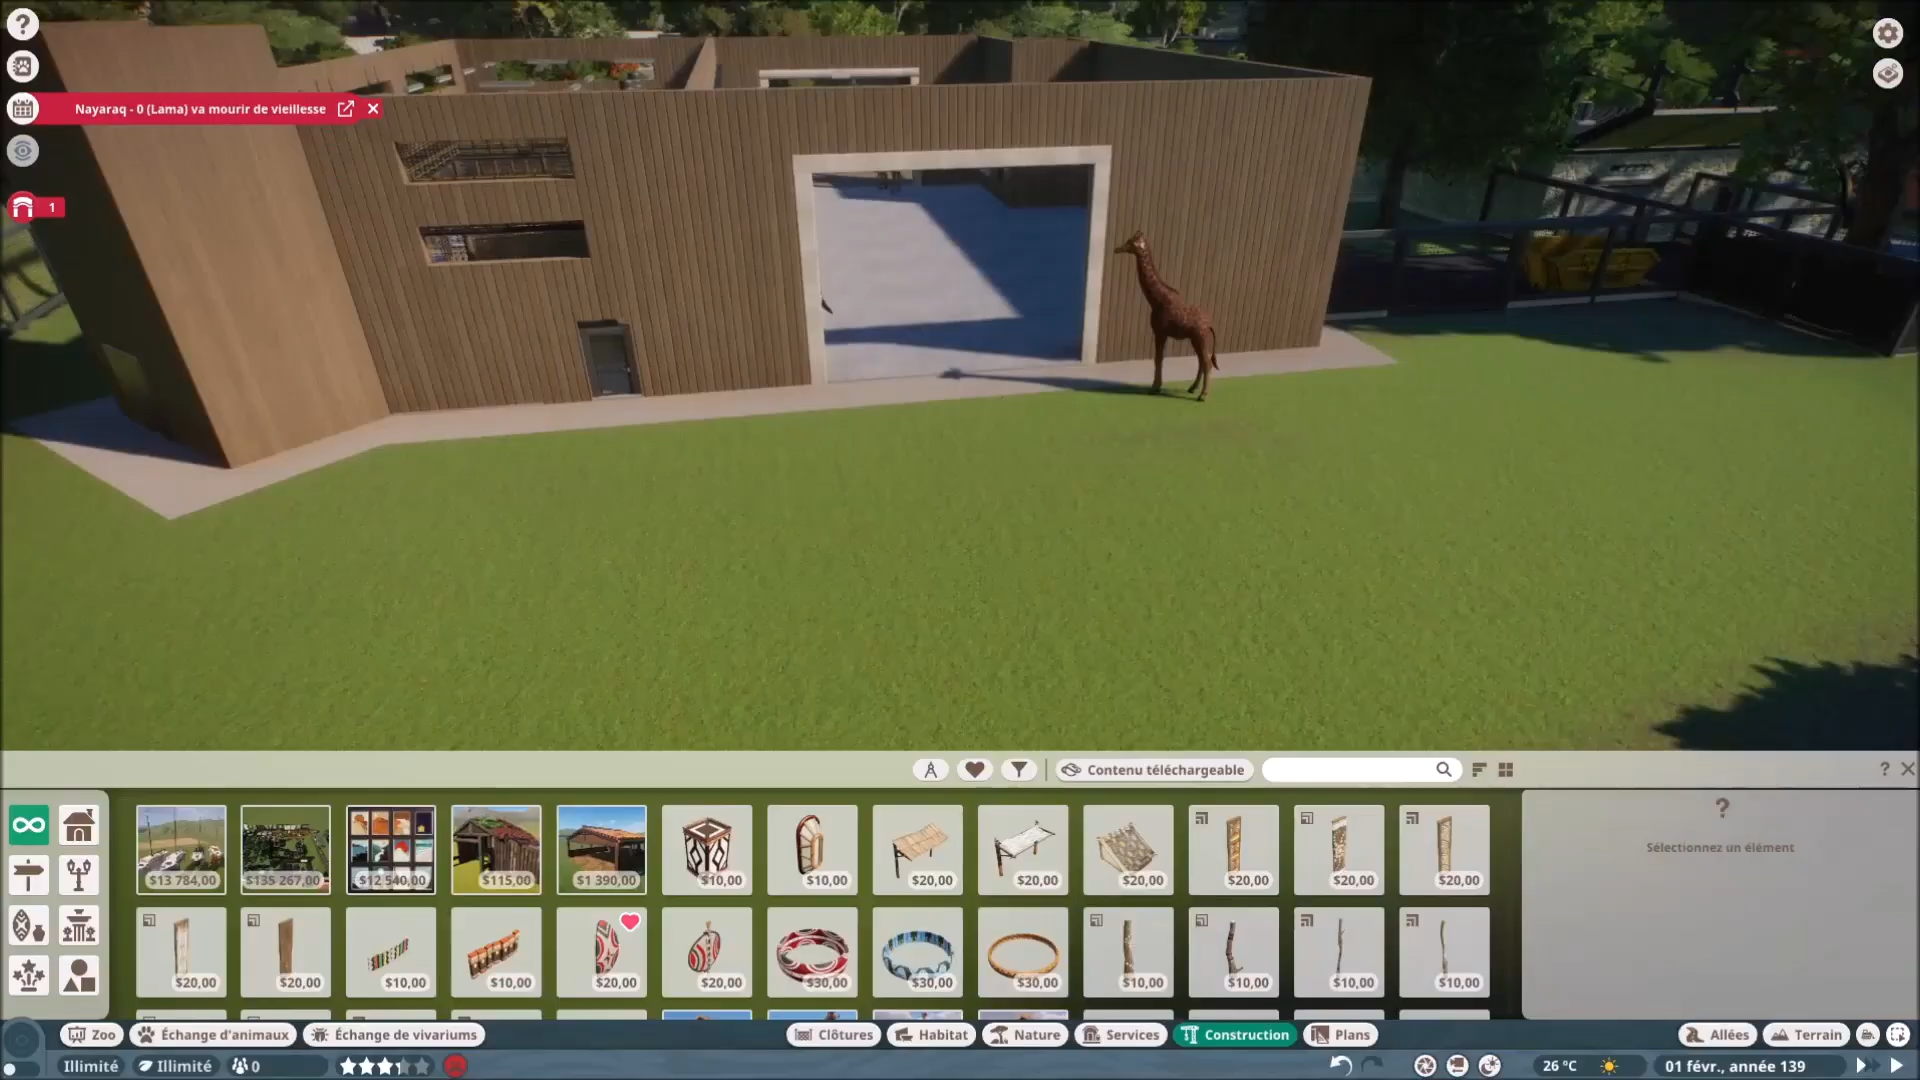 ?
Nayaraq - 0 (Lama) va mourir de vieillesse
1
Contenu téléchargeable
?
$13 784,00
$135 267,00
$12 540,00
$115,00
$1 390,00
$10,00
$10,00
$20,00
$20,00
$20,00
$20,00
$20,00
$20,00
?
Sélectionnez un élément
$20,00
$20,00
$10,00
$10,00
$20,00
$20,00
$30,00
$30,00
$30,00
$10,00
$10,00
$10,00
$10,00
Zoo
Échange d'animaux
Échange de vivariums
Clôtures
Habitat
Nature
Services
Construction
Plans
Allées
Terrain
Illimité
Illimité
0
26 °C
01 févr., année 139